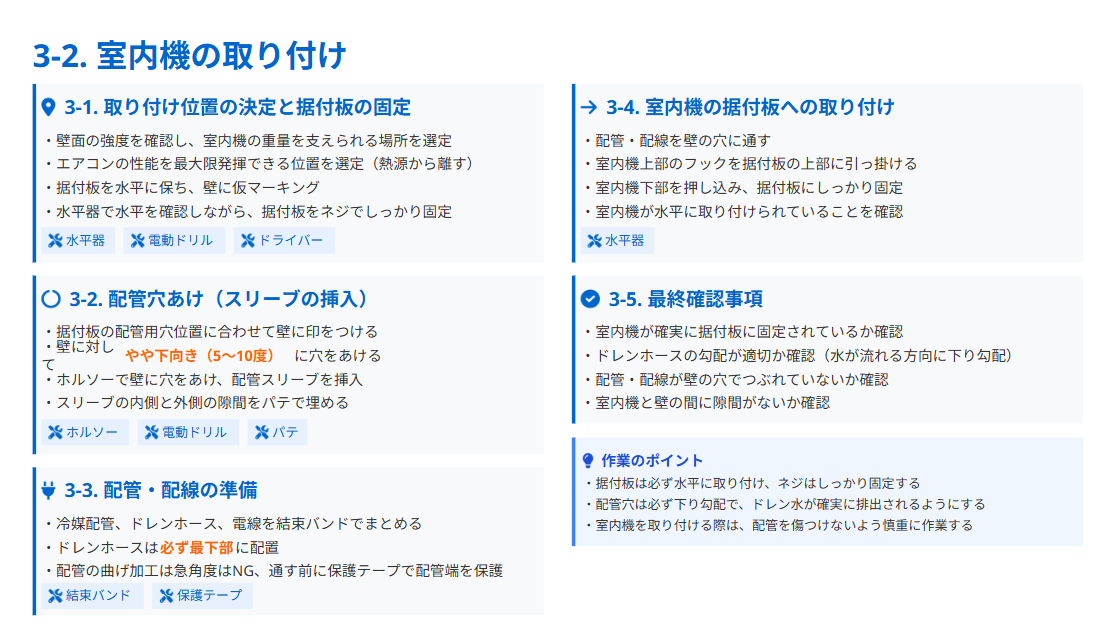 3-2. 室内機の取り付け
3-1. 取り付け位置の決定と据付板の固定
・壁面の強度を確認し、室内機の重量を支えられる場所を選定
・エアコンの性能を最大限発揮できる位置を選定（熱源から離す）
・据付板を水平に保ち、壁に仮マーキング
・水平器で水平を確認しながら、据付板をネジでしっかり固定
水平器 電動ドリル ドライバー
3-2. 配管穴あけ（スリーブの挿入）
・据付板の配管用穴位置に合わせて壁に印をつける
・壁に対して やや下向き（5〜10度） に穴をあける
・ホルソーで壁に穴をあけ、配管スリーブを挿入
・スリーブの内側と外側の隙間をパテで埋める
ホルソー 電動ドリル パテ
3-3. 配管・配線の準備
・冷媒配管、ドレンホース、電線を結束バンドでまとめる
・ドレンホースは必ず最下部に配置
・配管の曲げ加工は急角度はNG、通す前に保護テープで配管端を保護
結束バンド 保護テープ
3-4. 室内機の据付板への取り付け
・配管・配線を壁の穴に通す
・室内機上部のフックを据付板の上部に引っ掛ける
・室内機下部を押し込み、据付板にしっかり固定
・室内機が水平に取り付けられていることを確認
水平器
3-5. 最終確認事項
・室内機が確実に据付板に固定されているか確認
・ドレンホースの勾配が適切か確認（水が流れる方向に下り勾配）
・配管・配線が壁の穴でつぶれていないか確認
・室内機と壁の間に隙間がないか確認
作業のポイント
・据付板は必ず水平に取り付け、ネジはしっかり固定する
・配管穴は必ず下り勾配で、ドレン水が確実に排出されるようにする
・室内機を取り付ける際は、配管を傷つけないよう慎重に作業する